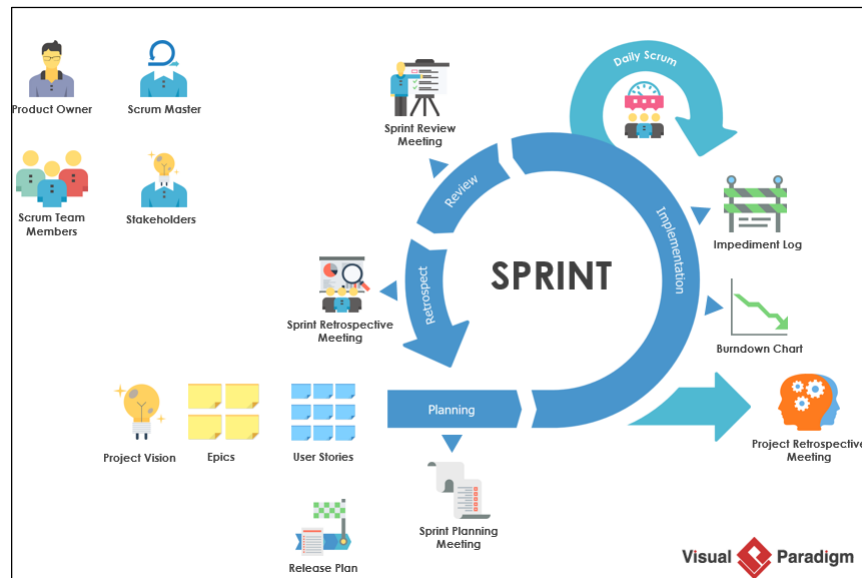 Product Owner
Scrum Master
Scrum Team
Members
Stakeholders
Sprint Review
Meeting
Daily Scrum
Review
Implementation
Impediment Log
SPRINT
Retrospect
Sprint Retrospective
Meeting
Burndown Chart
Planning
Project Vision
Epics
User Stories
Project Retrospective
Meeting
Sprint Planning
Meeting
Release Plan
Visual Paradigm